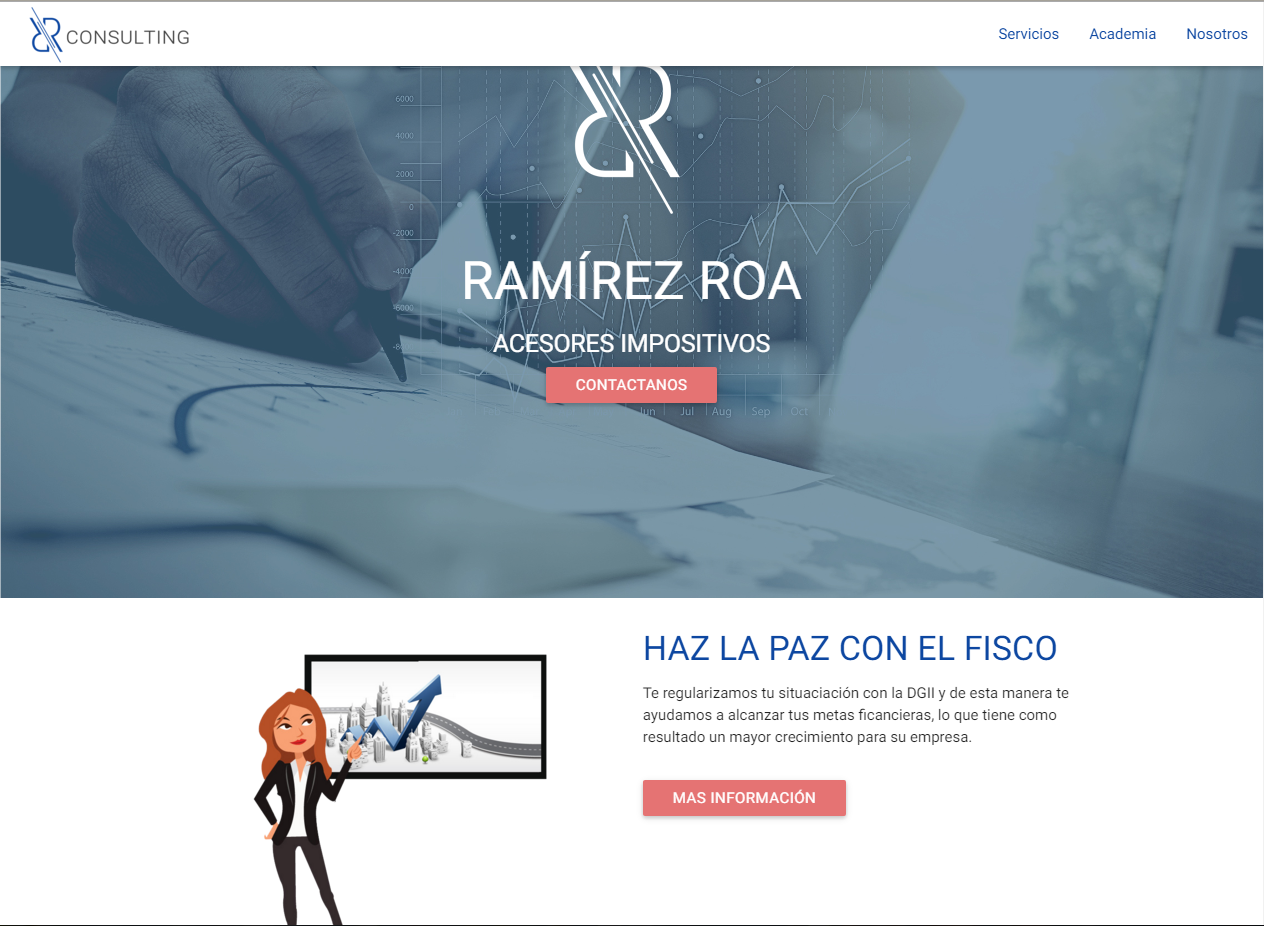 CONSULTING
Servicios Academia Nosotros
6000
4000
2000
0
-2000
-4000
-6000
RAMÍREZ ROA
ACESORES IMPOSITIVOS
CONTACTANOS
Feb Jun Jul Aug Sep Oct
HAZ LA PAZ CON EL FISCO
Te regularizamos tu situaciación con la DGII y de esta manera te
ayudamos a alcanzar tus metas financieras, lo que tiene como
resultado un mayor crecimiento para su empresa.
MAS INFORMACIÓN